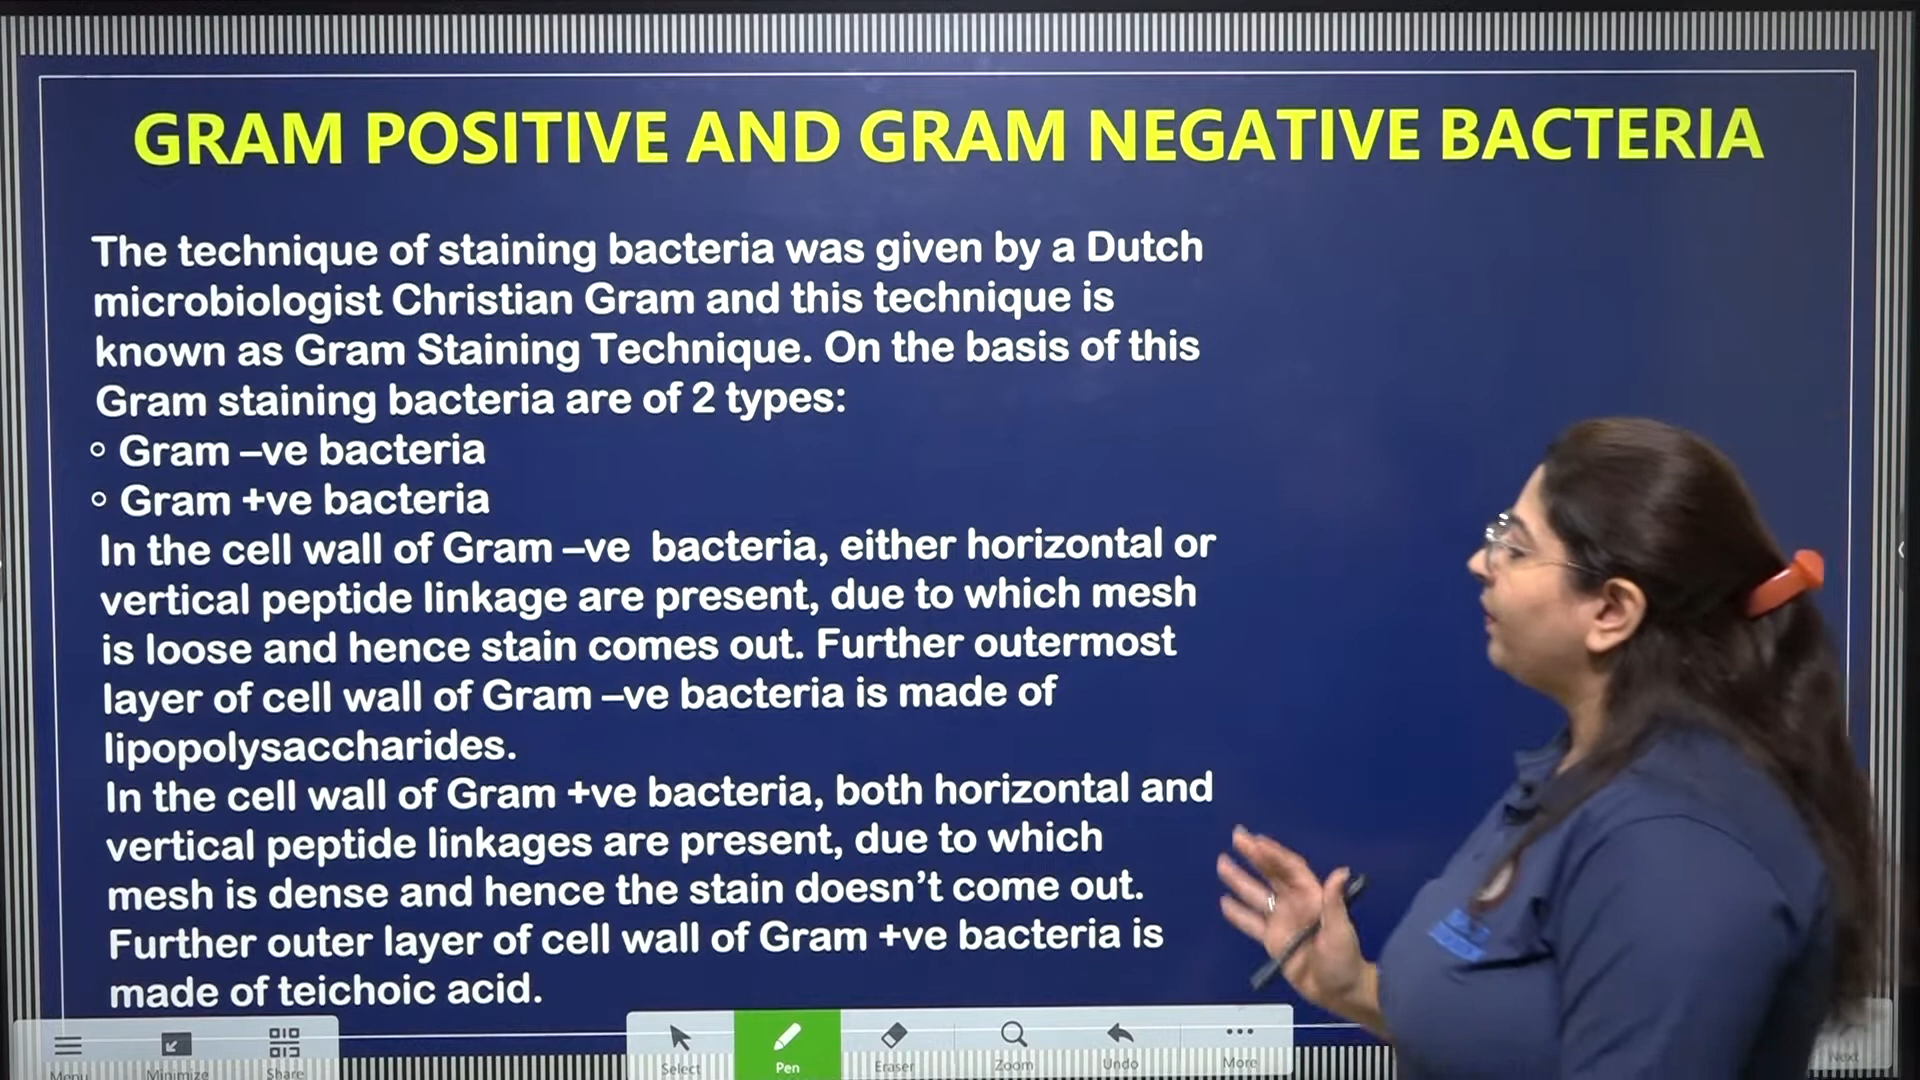 GRAM POSITIVE AND GRAM NEGATIVE BACTERIA
The technique of staining bacteria was given by a Dutch
microbiologist Christian Gram and this technique is
known as Gram Staining Technique. On the basis of this
Gram staining bacteria are of 2 types:
◦ Gram –ve bacteria
◦ Gram +ve bacteria
In the cell wall of Gram –ve bacteria, either horizontal or
vertical peptide linkage are present, due to which mesh
is loose and hence stain comes out. Further outermost
layer of cell wall of Gram –ve bacteria is made of
lipopolysaccharides.
In the cell wall of Gram +ve bacteria, both horizontal and
vertical peptide linkages are present, due to which
mesh is dense and hence the stain doesn't come out.
Further outer layer of cell wall of Gram +ve bacteria is
made of teichoic acid.
Menu Minimize Share Select Pen Eraser Zoom Undo More Next